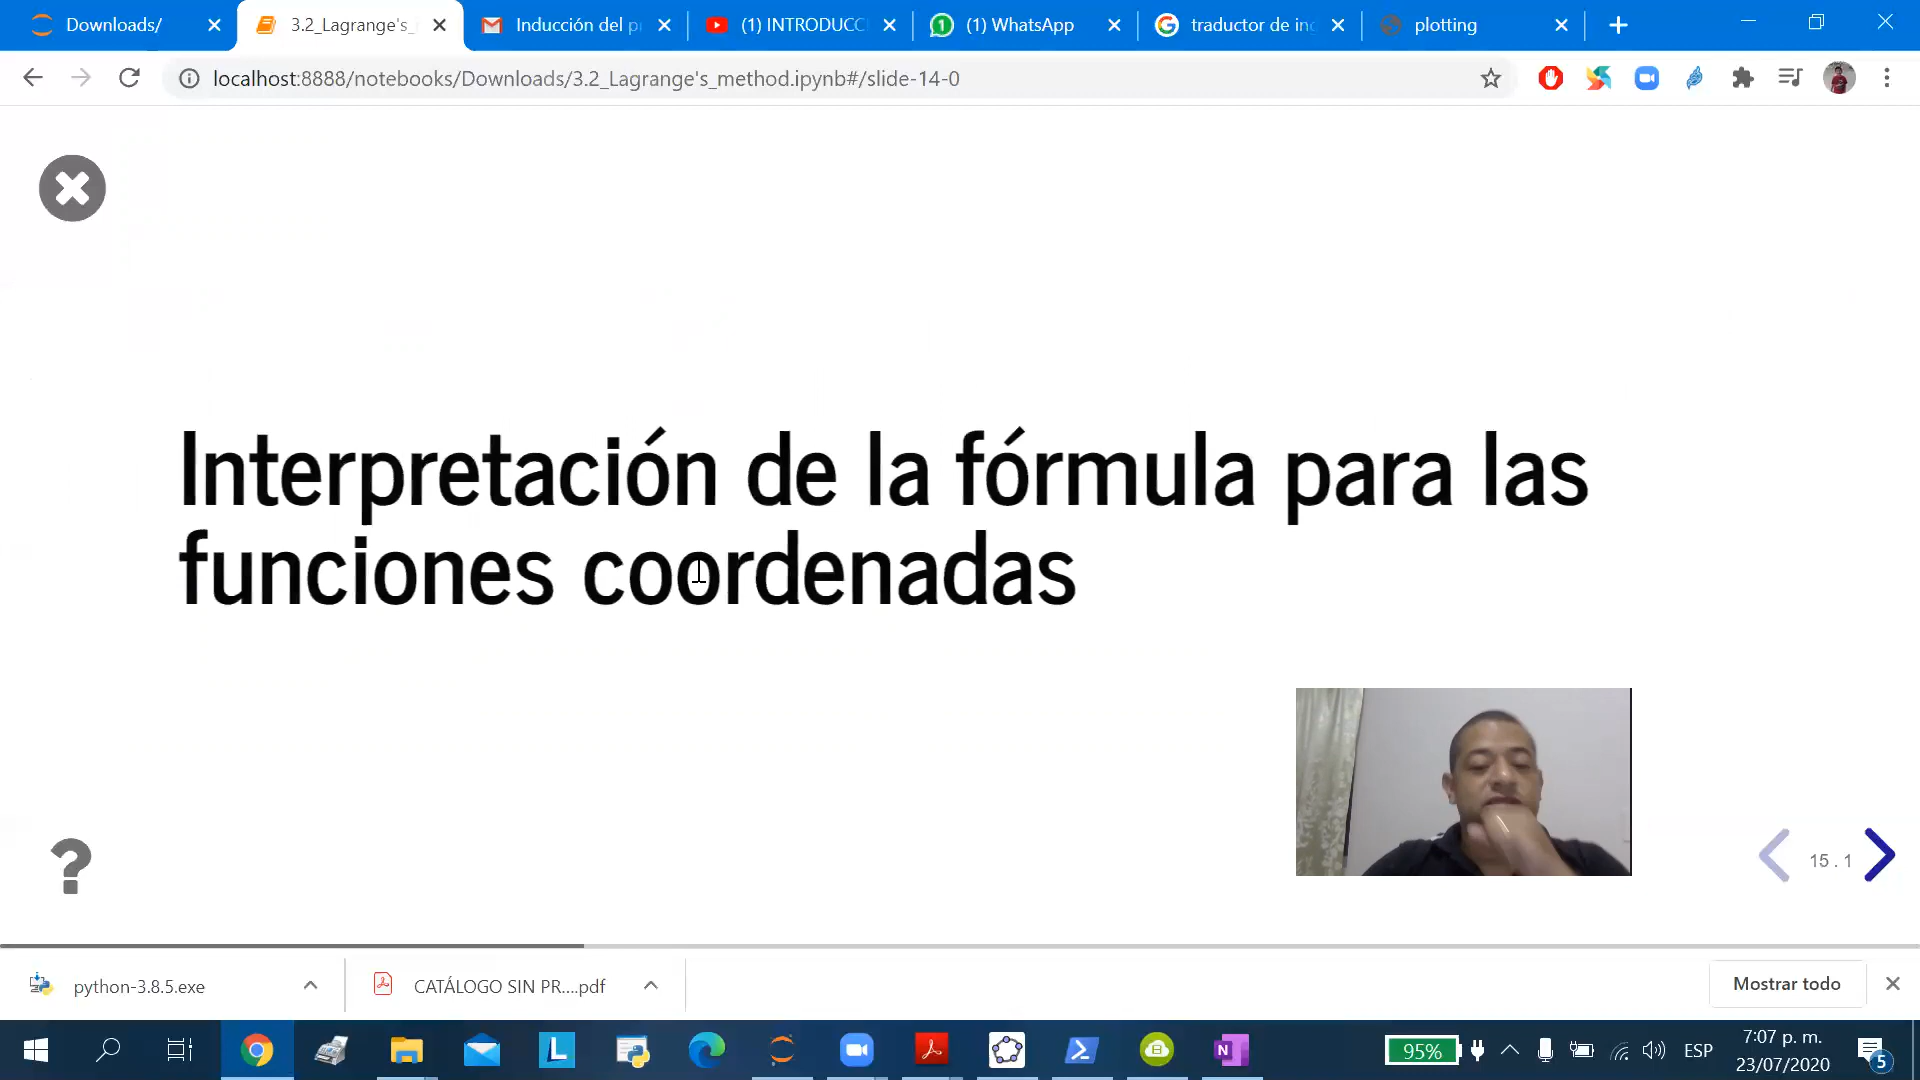 Downloads/
3.2_Lagrange's_
Inducción del p
(1) INTRODUCC
(1) WhatsApp
traductor de in
plotting
localhost:8888/notebooks/Downloads/3.2_Lagrange's_method.ipynb#/slide-14-0
Interpretación de la fórmula para las
funciones coordenadas
15 . 1
python-3.8.5.exe
CATÁLOGO SIN PR....pdf
Mostrar todo
95%
ESP
7:07 p. m.
23/07/2020
5